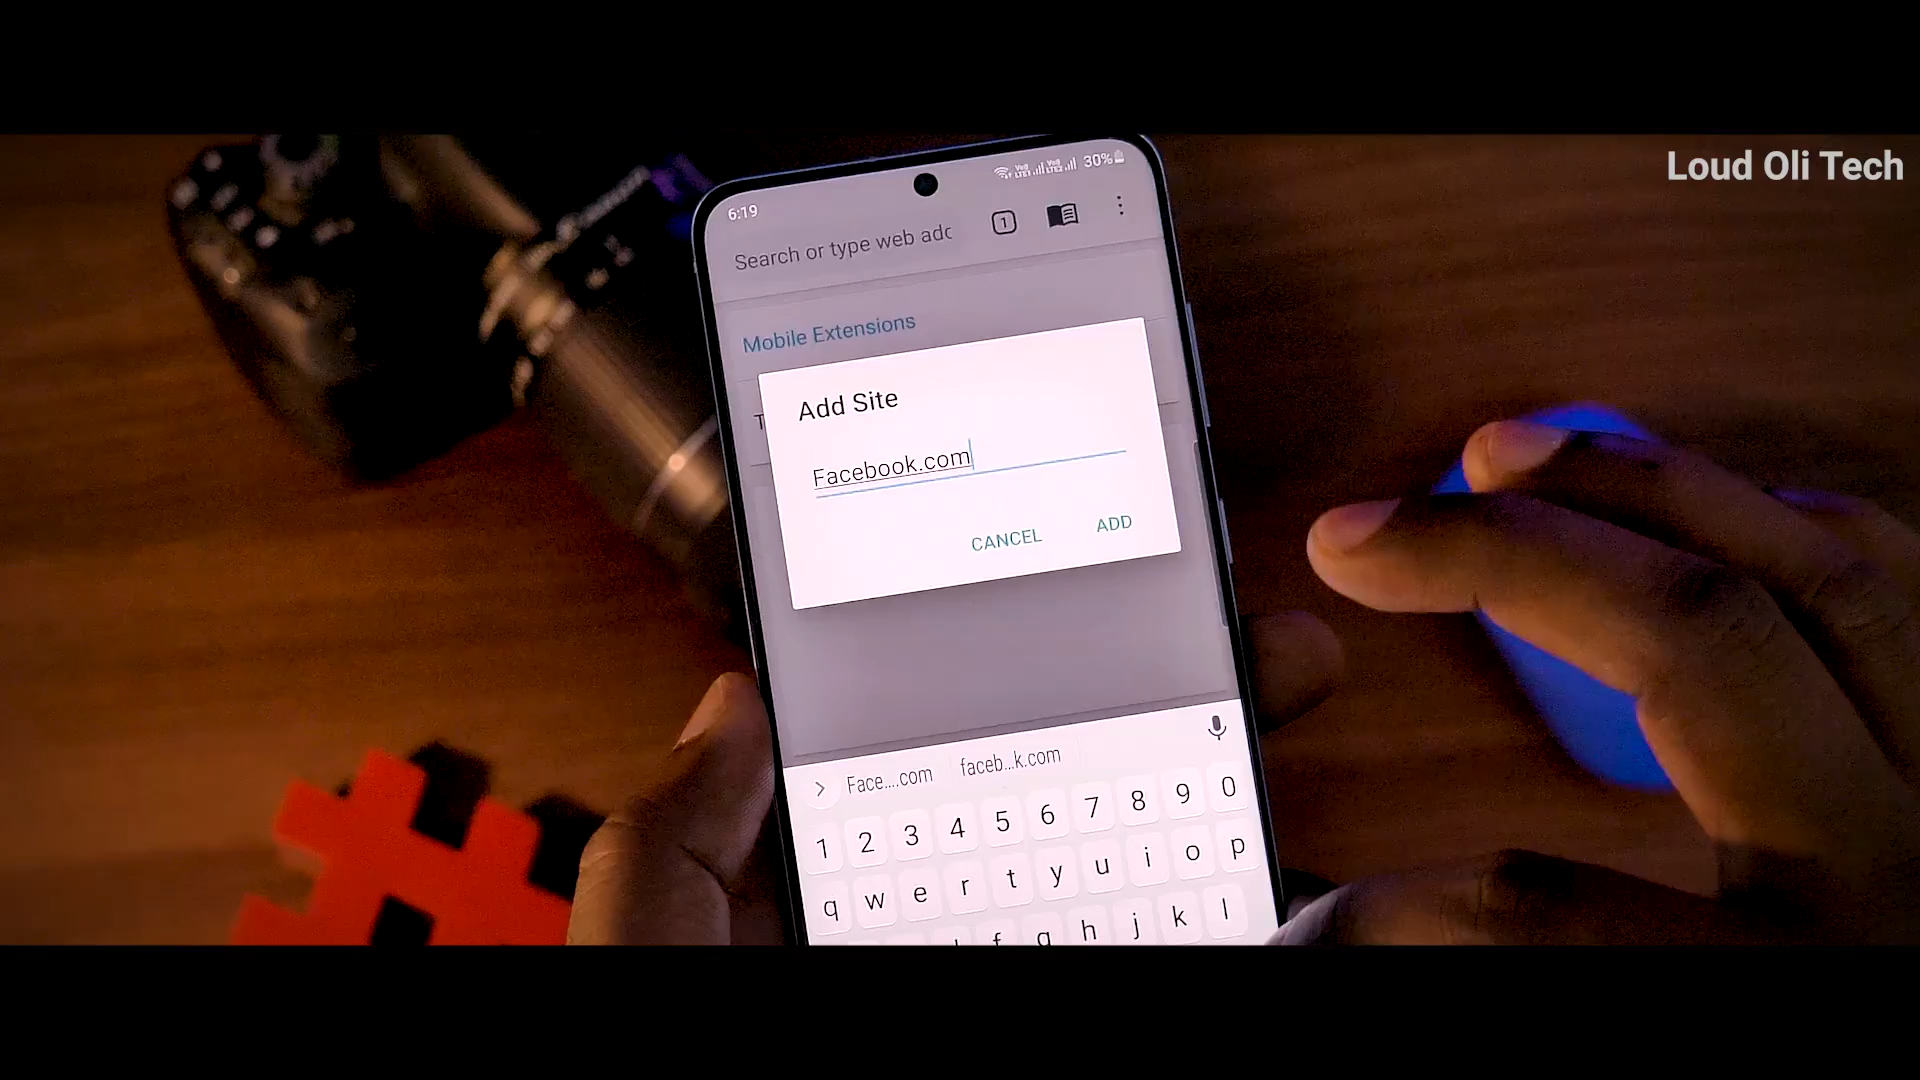 Loud Oli Tech
6:19
30%
Search or type web adc
1
Mobile Extensions
Add Site
Facebook.com
CANCEL
ADD
Face....com
faceb...k.com
1 2 3 4 5 6 7 8 9 0
q w e r t y u i o p
f g h j k l